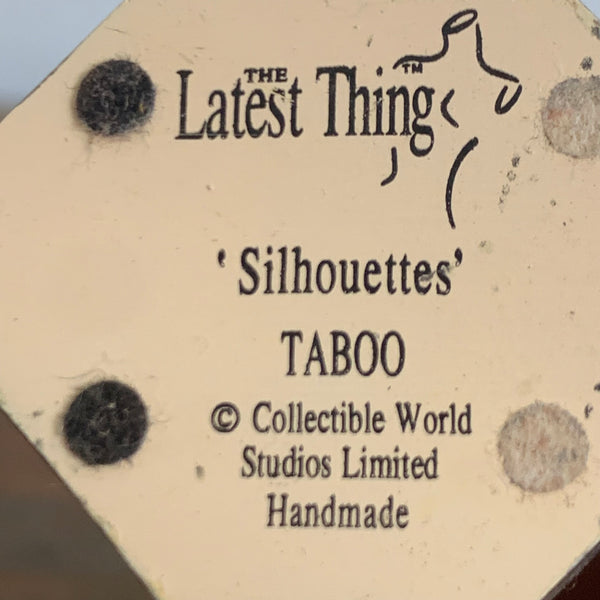 THE
Latest Thing™
‘Silhouettes’
TABOO
© Collectible World
Studios Limited
Handmade